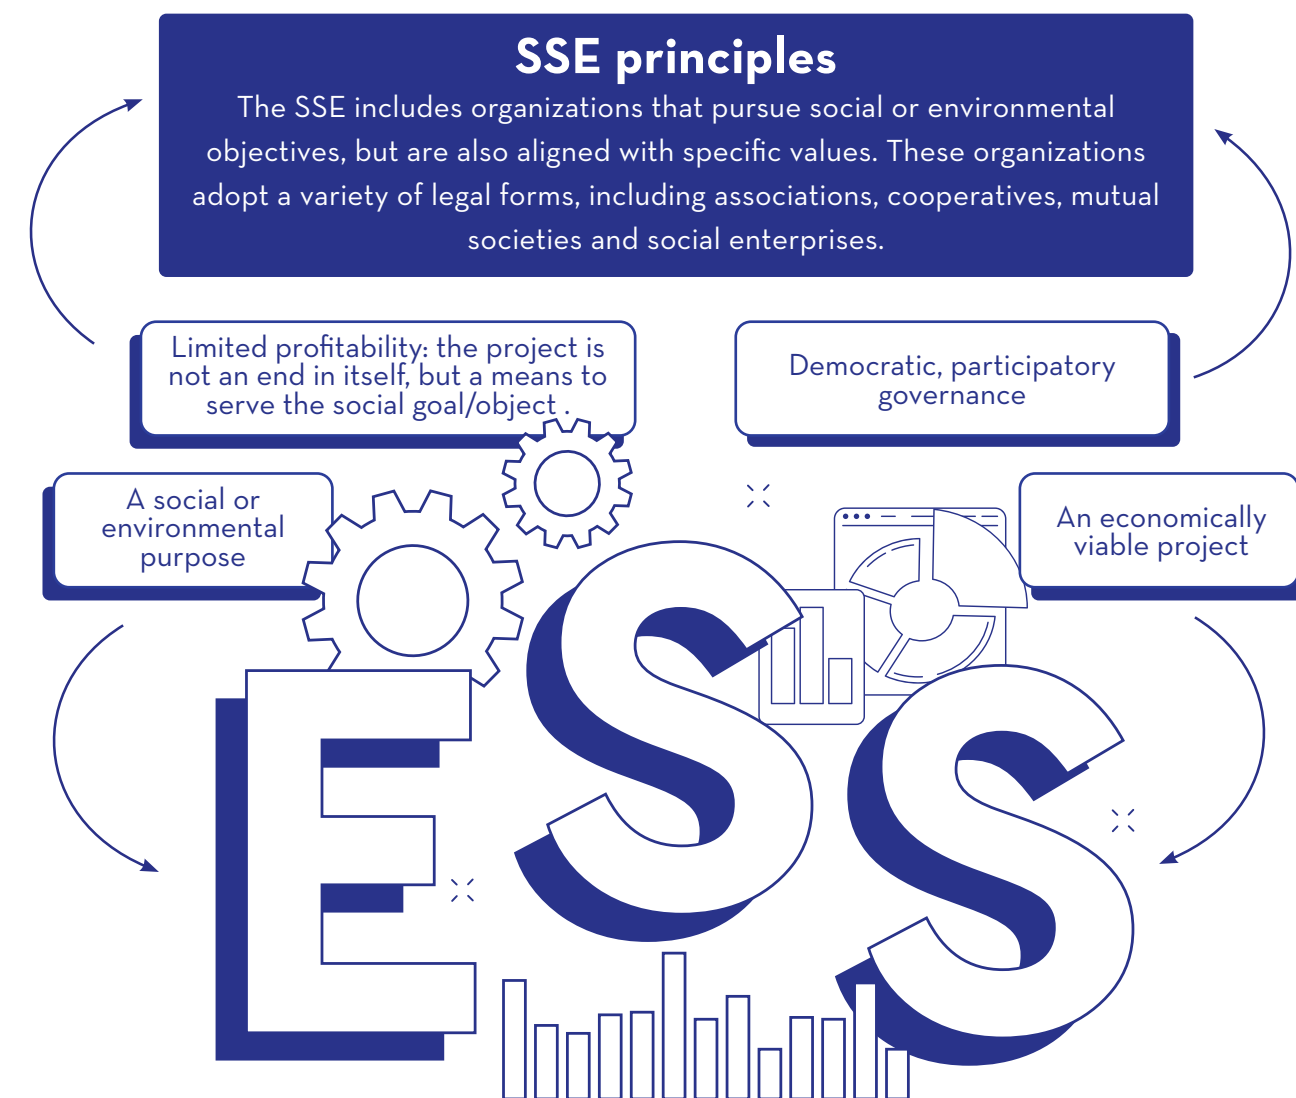 SSE principles
The SSE includes organizations that pursue social or environmental
objectives, but are also aligned with specific values. These organizations
adopt a variety of legal forms, including associations, cooperatives, mutual
societies and social enterprises.
Limited profitability: the project is
not an end in itself, but a means to
serve the social goal/object .
Democratic, participatory
governance
A social or
environmental
purpose
An economically
viable project
ESS